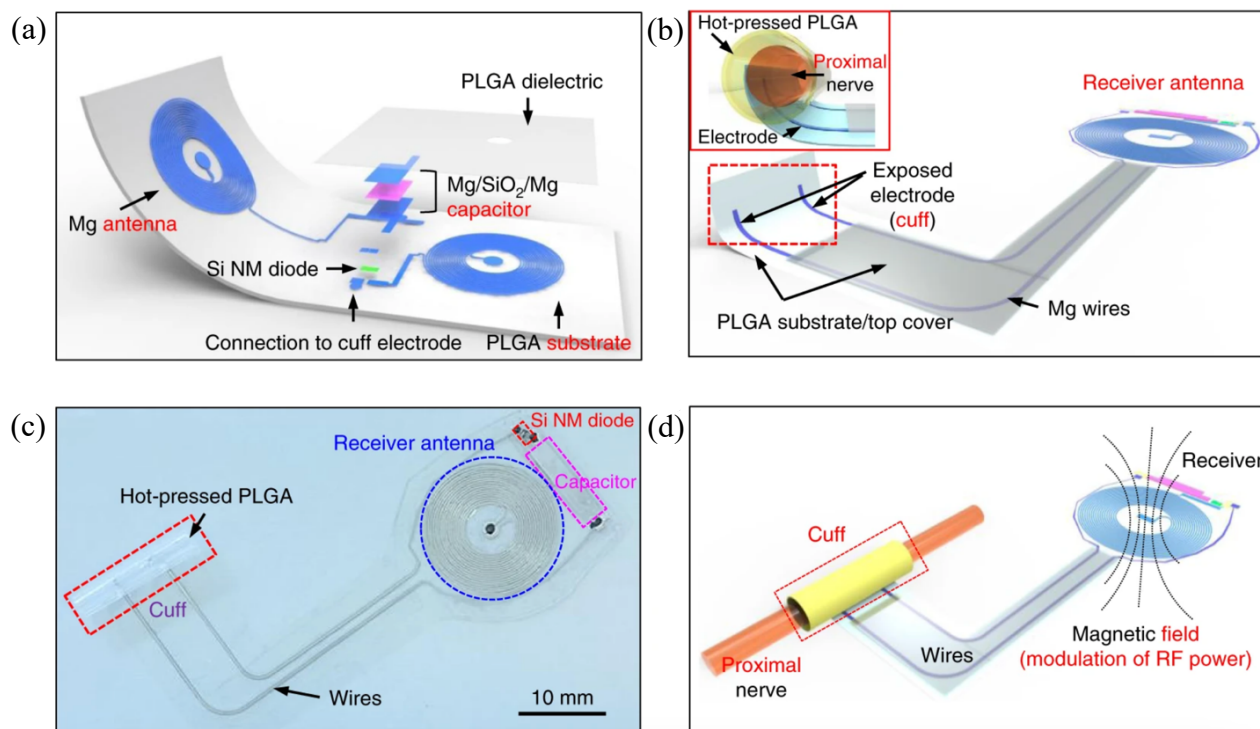 (a)
PLGA dielectric
Mg/SiO2/Mg
capacitor
Mg antenna
Si NM diode
Connection to cuff electrode
PLGA substrate
(b)
Hot-pressed PLGA
Proximal
nerve
Electrode
Receiver antenna
Exposed
electrode
(cuff)
Mg wires
PLGA substrate/top cover
(c)
Si NM diode
Receiver antenna
Capacitor
Hot-pressed PLGA
Cuff
Wires
10 mm
(d)
Receiver
Cuff
Magnetic field
(modulation of RF power)
Wires
Proximal
nerve